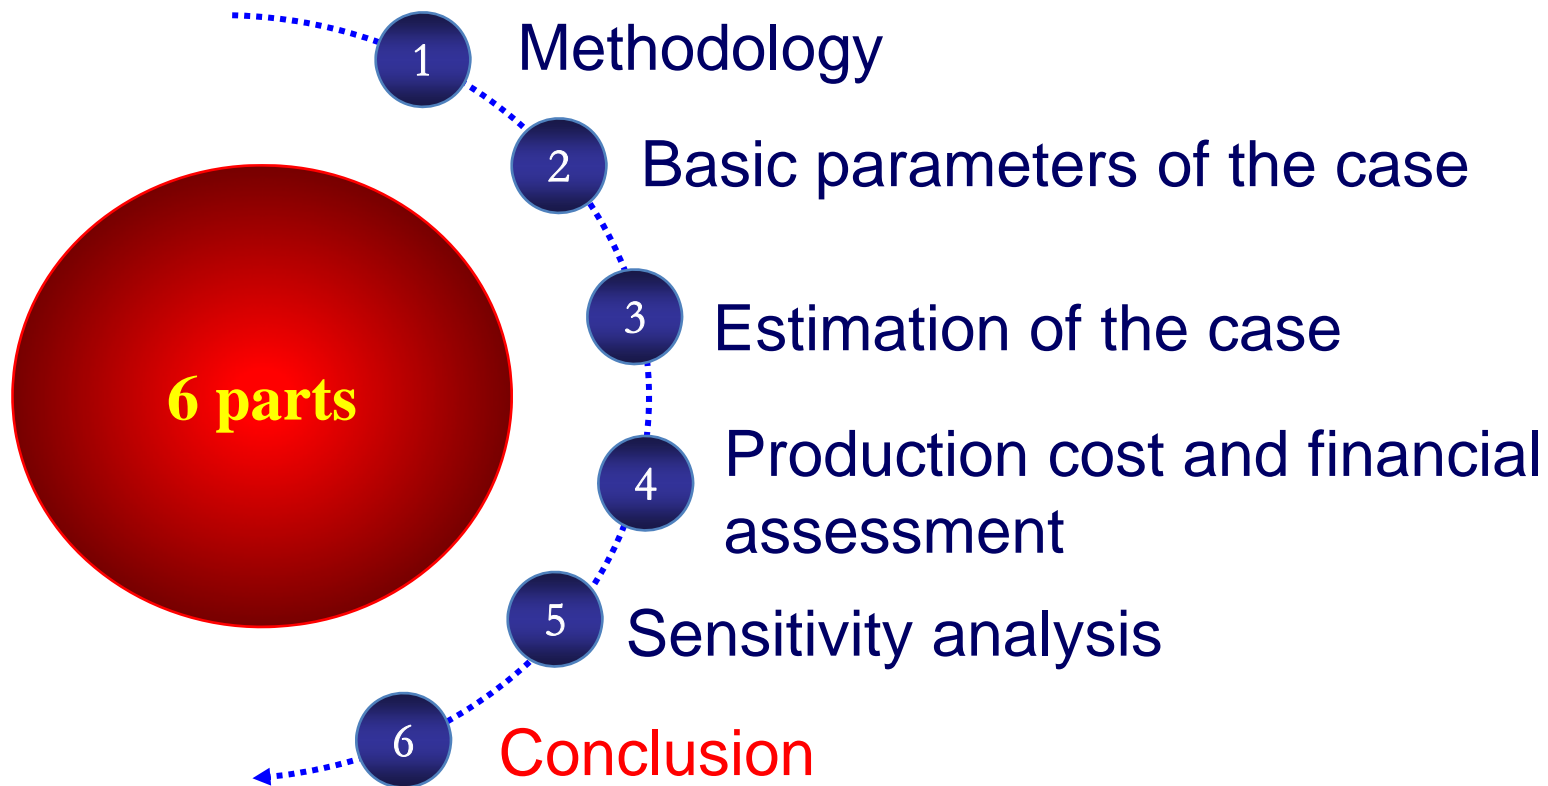 1 Methodology
2 Basic parameters of the case
3 Estimation of the case
6 parts
4 Production cost and financial
assessment
5 Sensitivity analysis
6 Conclusion